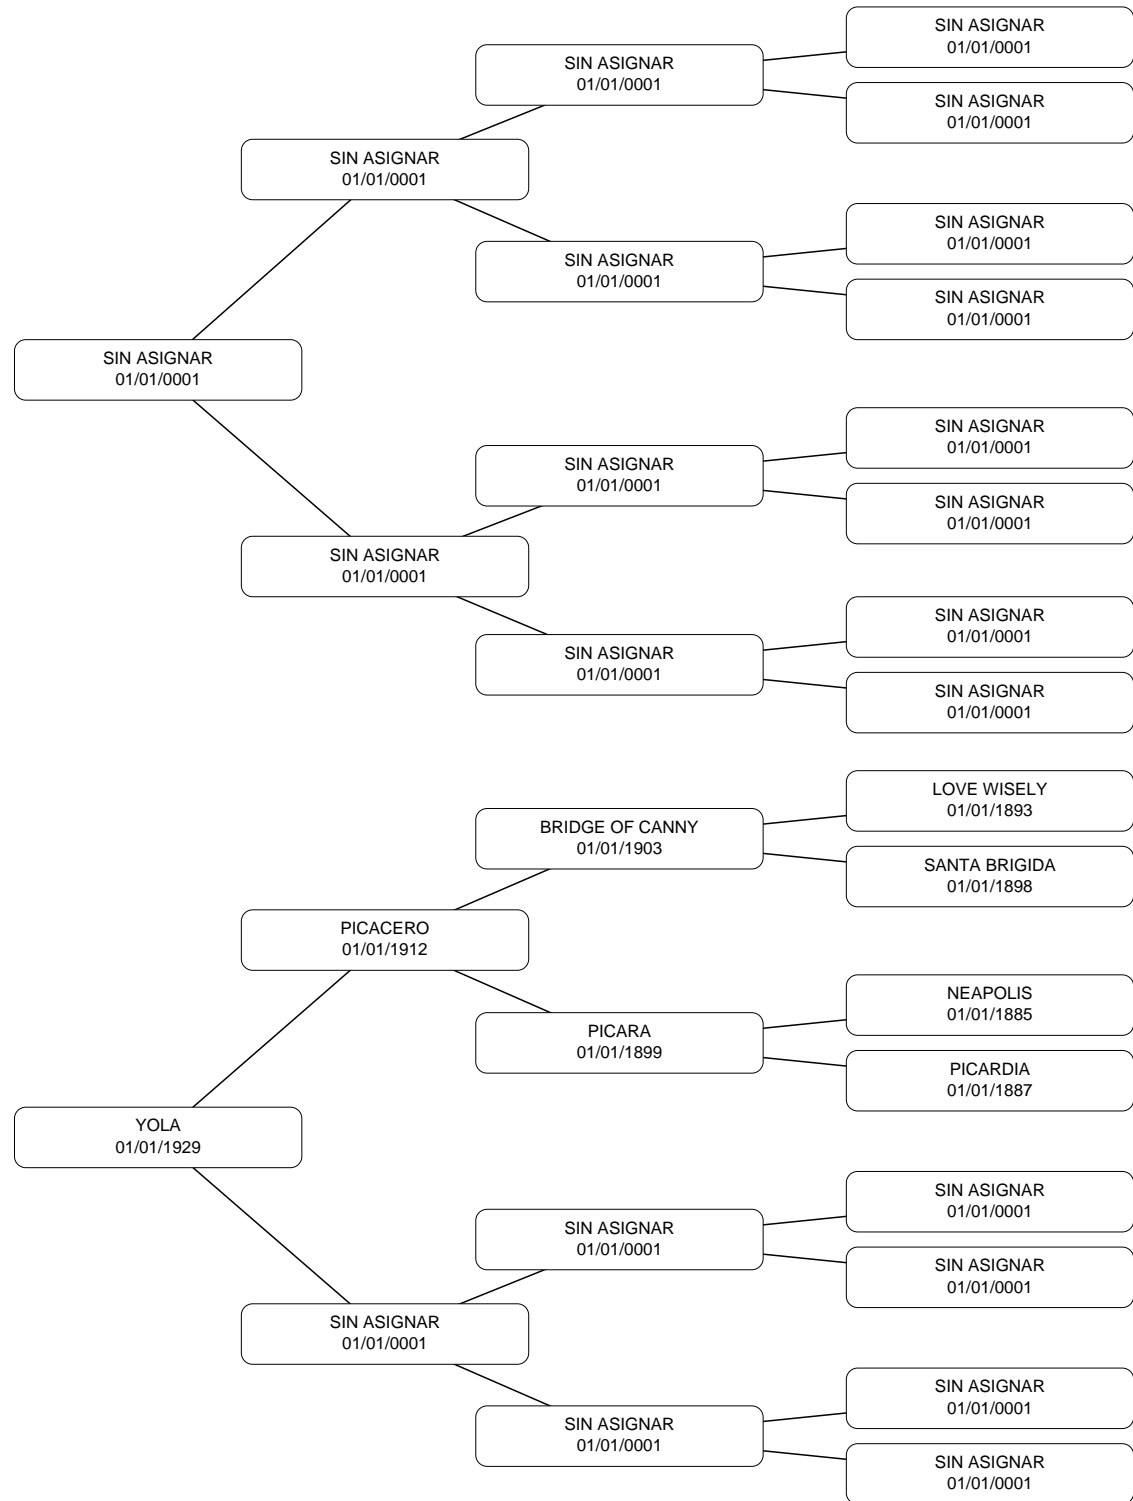 SIN ASIGNAR
01/01/0001
SIN ASIGNAR
01/01/0001
SIN ASIGNAR
01/01/0001
SIN ASIGNAR
01/01/0001
SIN ASIGNAR
01/01/0001
SIN ASIGNAR
01/01/0001
SIN ASIGNAR
01/01/0001
SIN ASIGNAR
01/01/0001
SIN ASIGNAR
01/01/0001
SIN ASIGNAR
01/01/0001
SIN ASIGNAR
01/01/0001
SIN ASIGNAR
01/01/0001
SIN ASIGNAR
01/01/0001
SIN ASIGNAR
01/01/0001
SIN ASIGNAR
01/01/0001
LOVE WISELY
01/01/1893
BRIDGE OF CANNY
01/01/1903
SANTA BRIGIDA
01/01/1898
PICACERO
01/01/1912
NEAPOLIS
01/01/1885
PICARA
01/01/1899
PICARDIA
01/01/1887
YOLA
01/01/1929
SIN ASIGNAR
01/01/0001
SIN ASIGNAR
01/01/0001
SIN ASIGNAR
01/01/0001
SIN ASIGNAR
01/01/0001
SIN ASIGNAR
01/01/0001
SIN ASIGNAR
01/01/0001
SIN ASIGNAR
01/01/0001